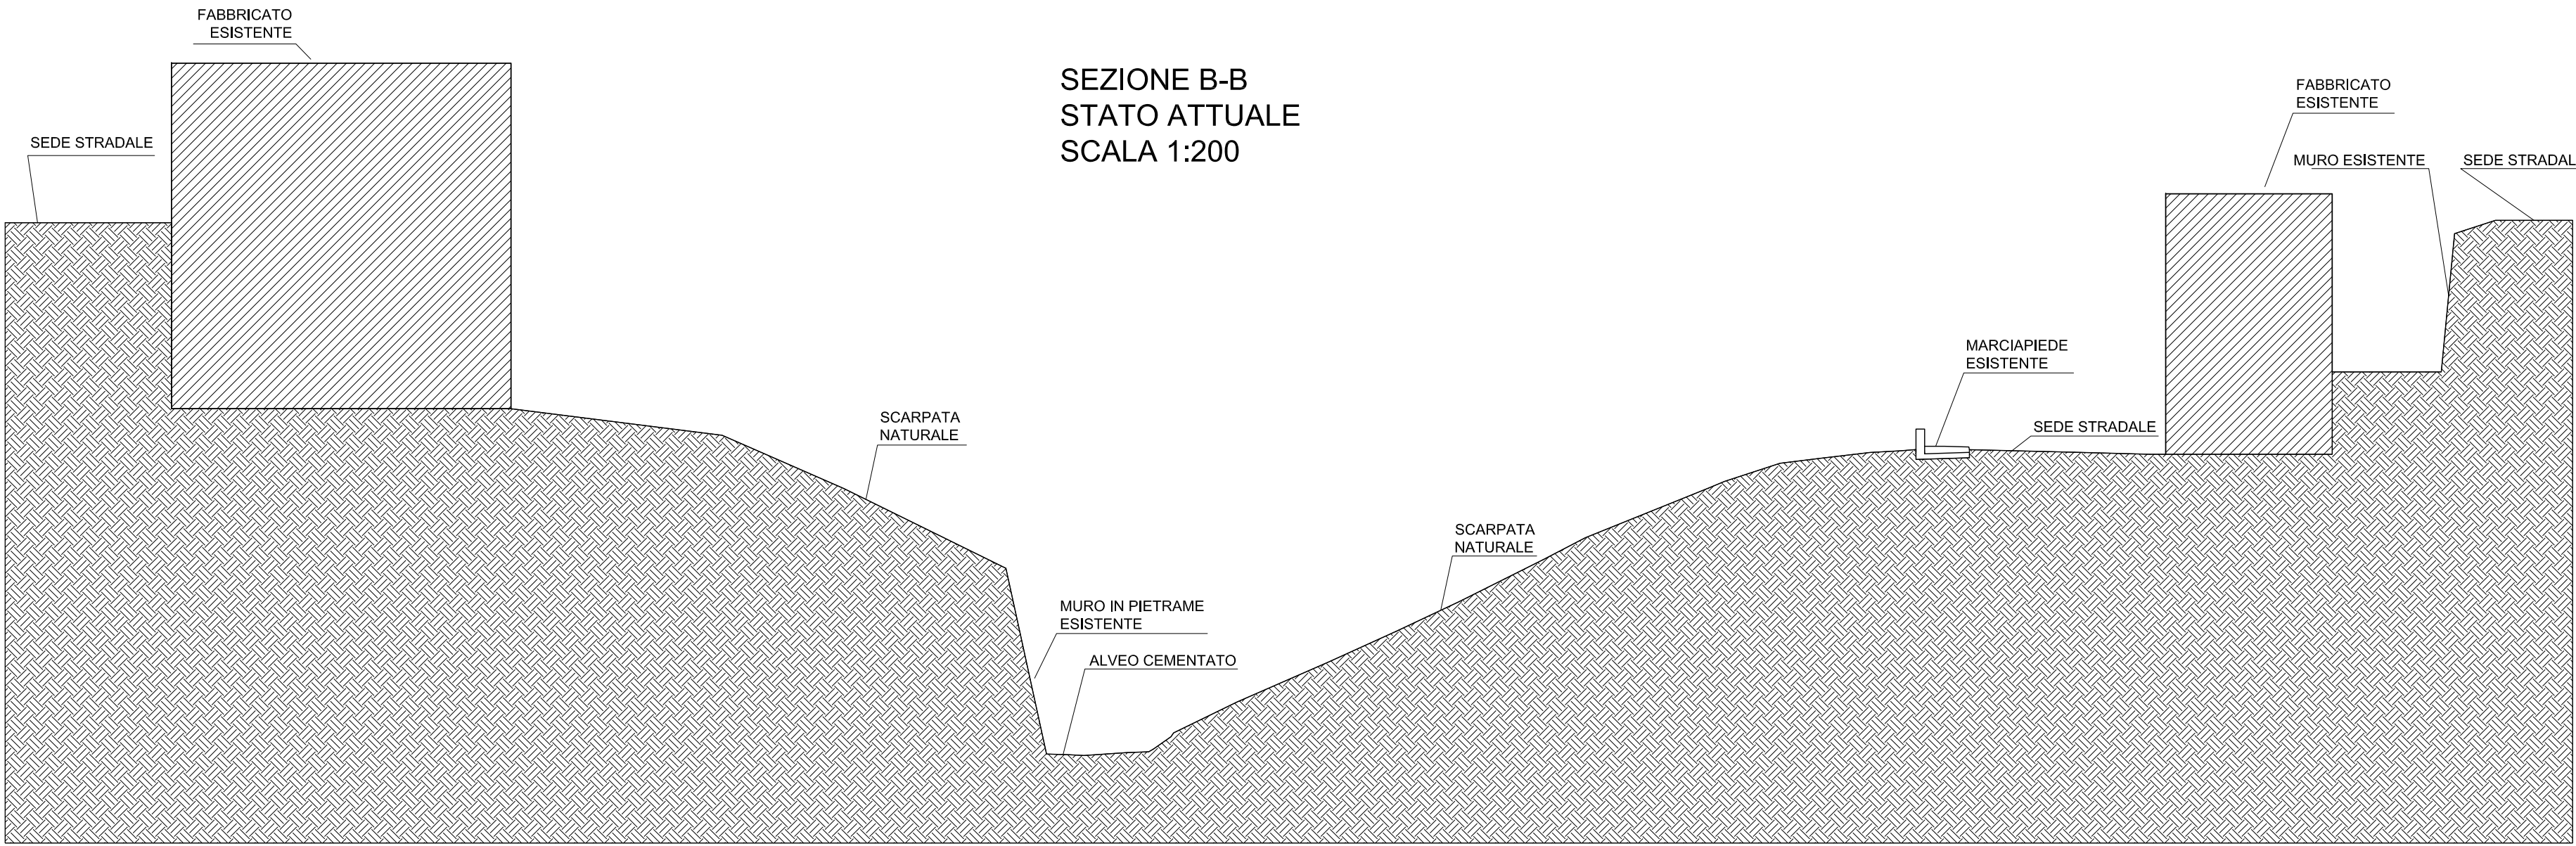 FABBRICATO
ESISTENTE
SEDE STRADALE
SEZIONE B-B
STATO ATTUALE
SCALA 1:200
FABBRICATO
ESISTENTE
MURO ESISTENTE
SEDE STRADAL
MARCIAPIEDE
ESISTENTE
SEDE STRADALE
SCARPATA
NATURALE
SCARPATA
NATURALE
MURO IN PIETRAME
ESISTENTE
ALVEO CEMENTATO